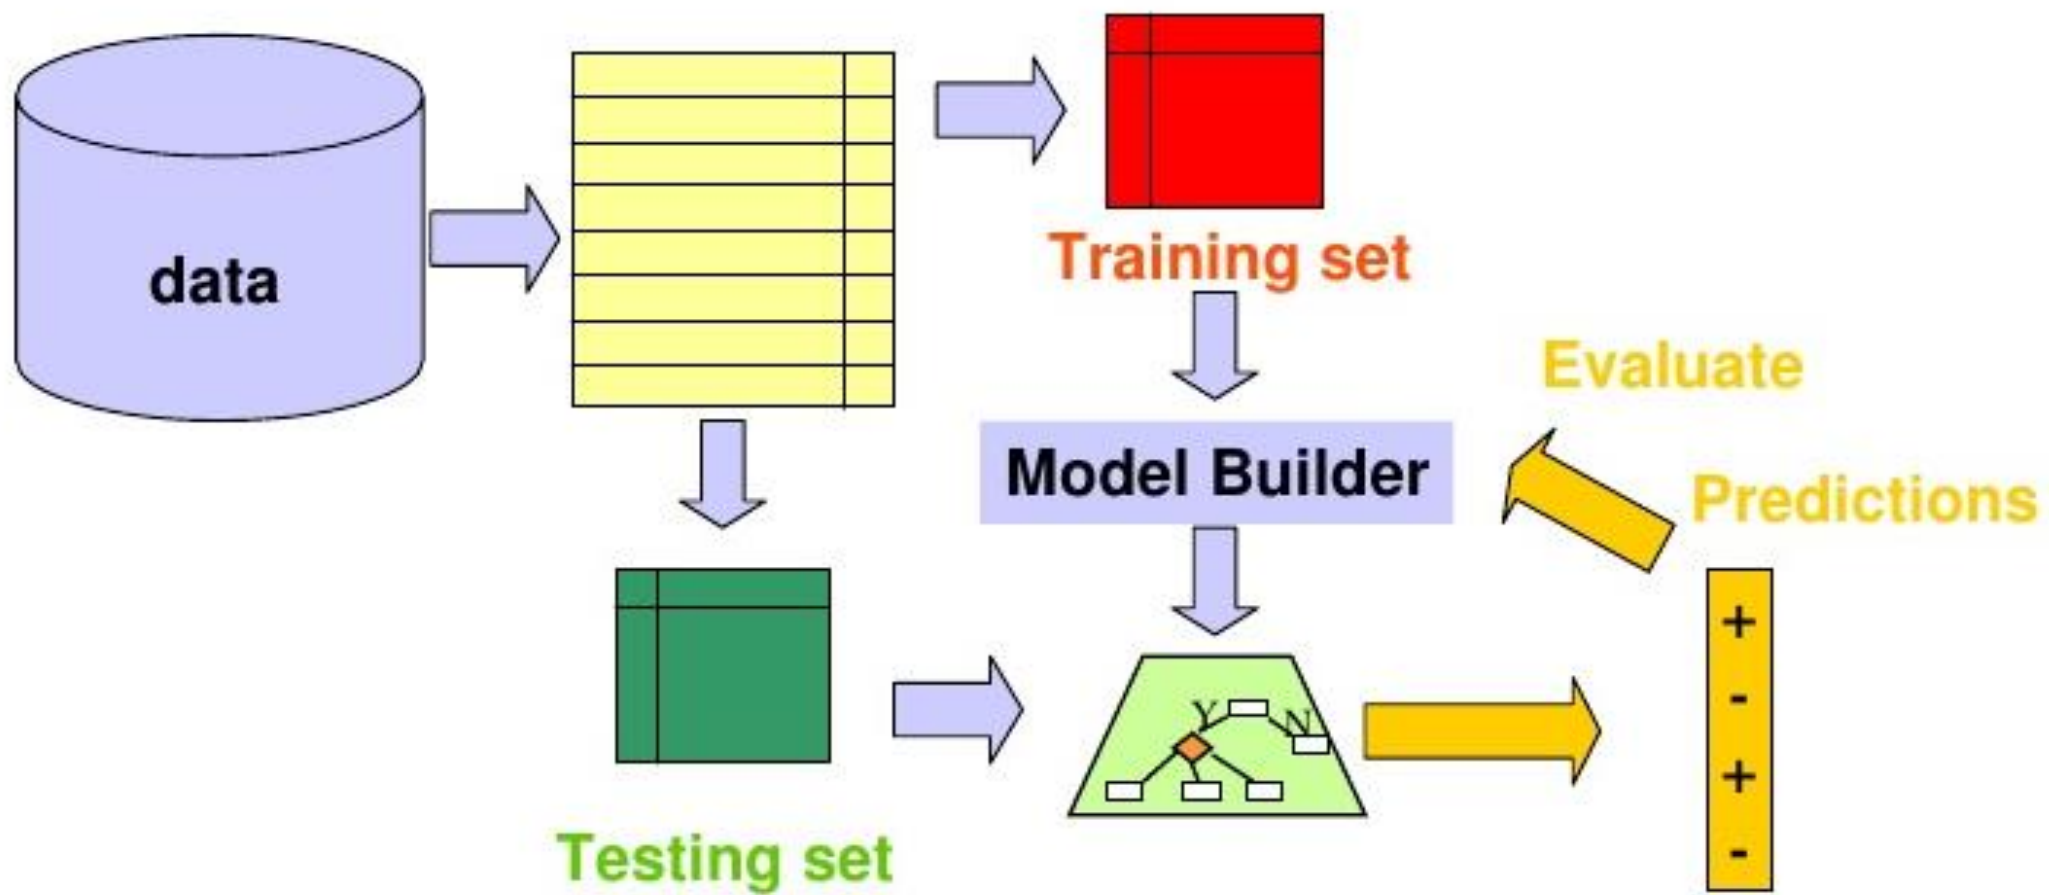 data
Training set
Evaluate
Model Builder
Predictions
+
-
+
-
Y
N
Testing set